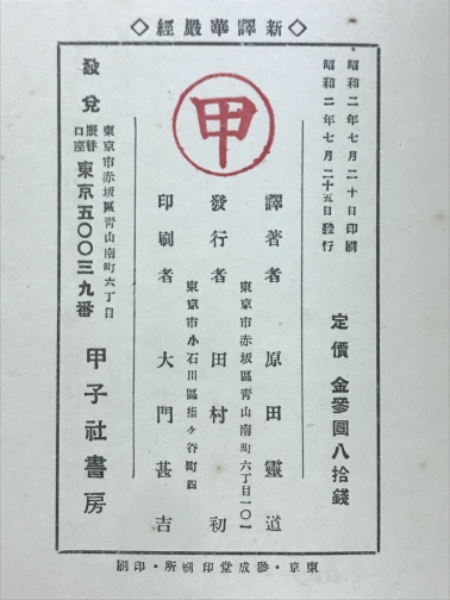 ◇新譯華嚴經◇
昭和二年七月二十日印刷
昭和二年七月二十五日發行
定價 金參圓八拾錢
譯著者 原田靈道
東京市赤坂區靑山南町六丁目一〇一
發行者 田村初
東京市小石川區指ヶ谷町四
印刷者 大門甚吉
甲
發兌
東京市赤坂區靑山南町六丁目
振替口座 東京五〇〇三九番
甲子社書房
東京・參成堂印刷所・印刷